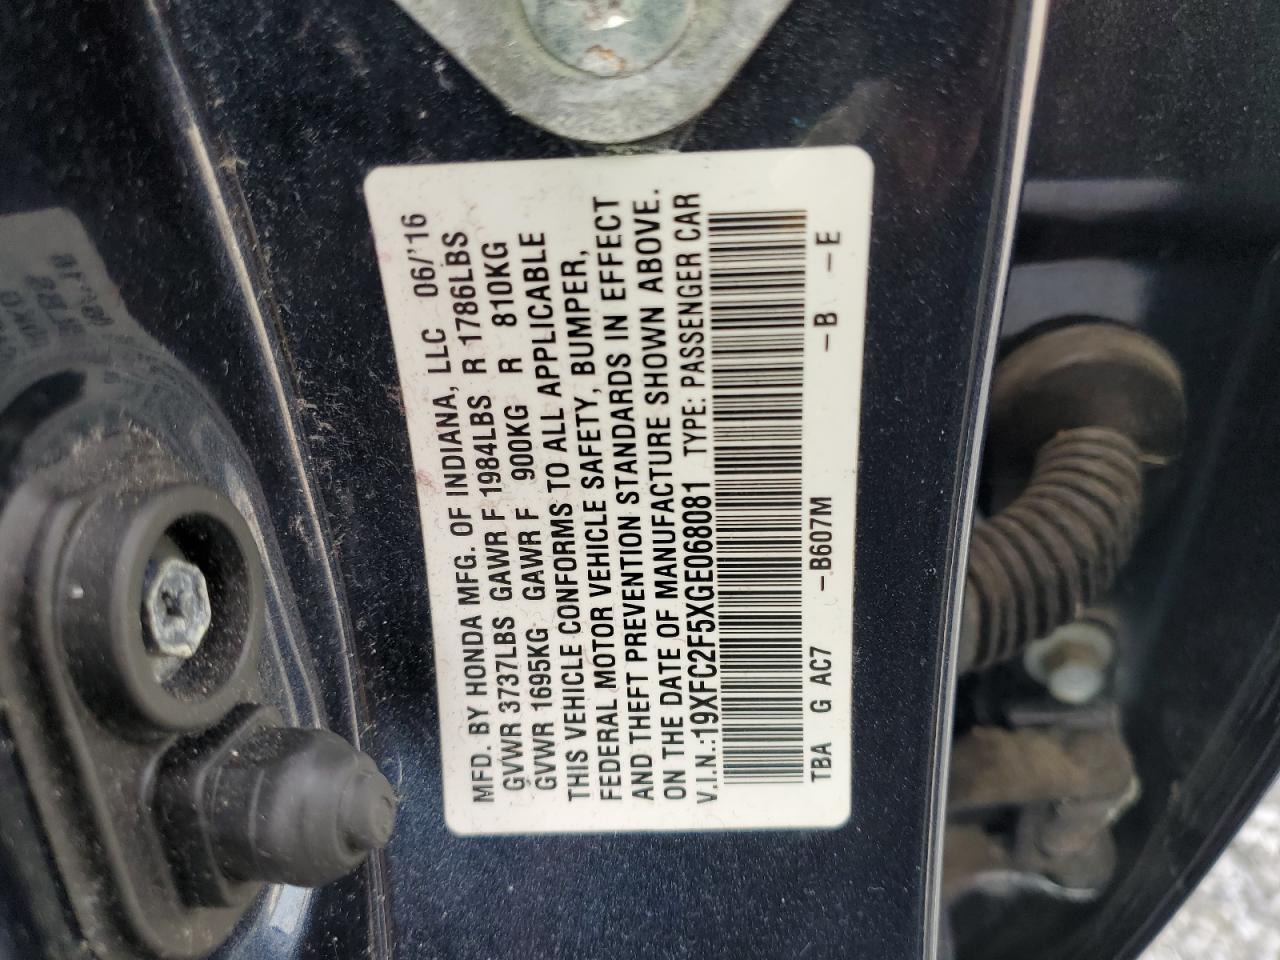 MFD. BY HONDA MFG. OF INDIANA, LLC 06/'16
GVWR 3737LBS GAWR F 1984LBS R 1786LBS
GVWR 1695KG GAWR F 900KG R 810KG
THIS VEHICLE CONFORMS TO ALL APPLICABLE
FEDERAL MOTOR VEHICLE SAFETY, BUMPER,
AND THEFT PREVENTION STANDARDS IN EFFECT
ON THE DATE OF MANUFACTURE SHOWN ABOVE.
V.I.N.:19XFC2F5XGE068081 TYPE: PASSENGER CAR
TBA G AC7 –B607M –B –E